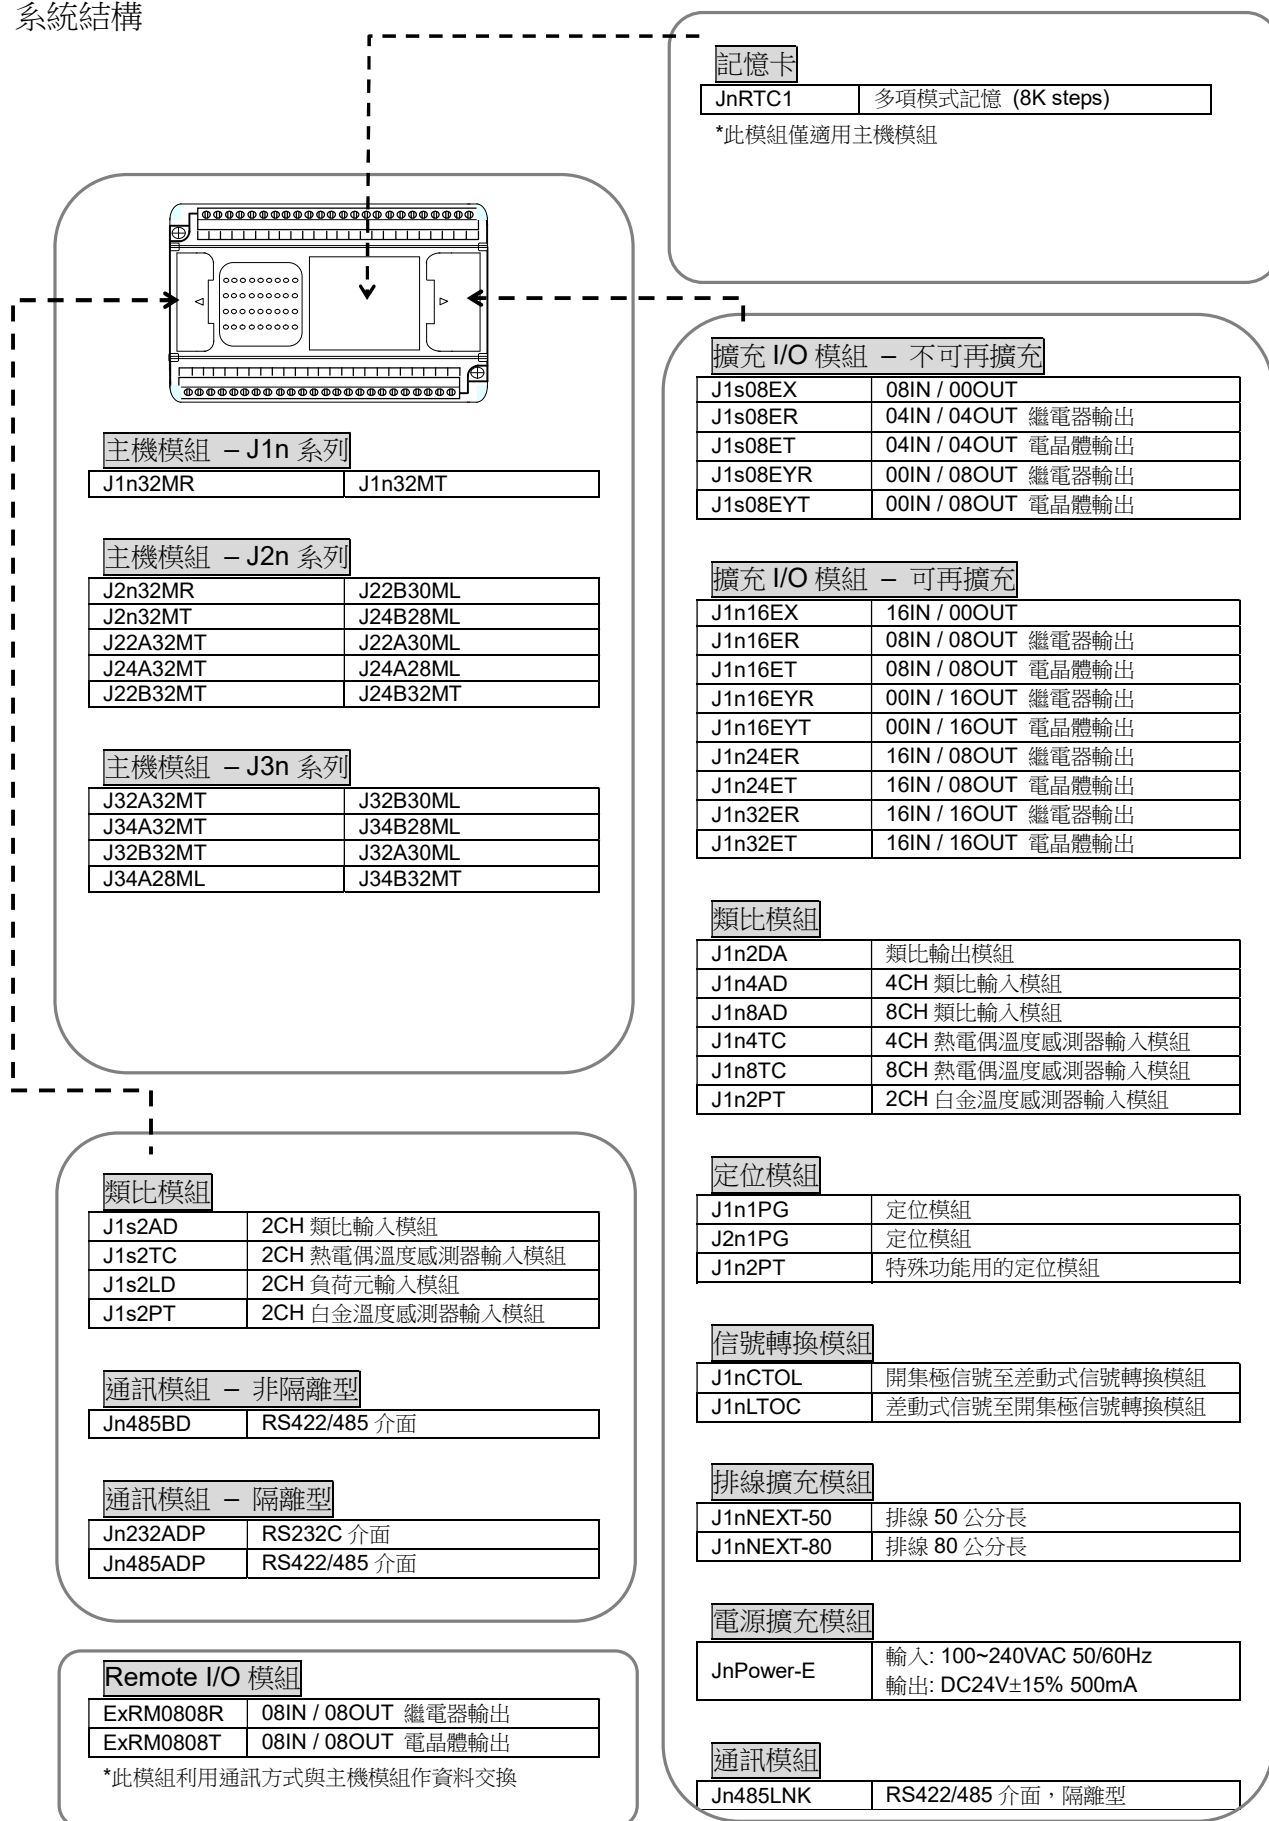 系統結構
記憶卡
JnRTC1 多項模式記憶 (8K steps)
*此模組僅適用主機模組
主機模組 – J1n 系列
J1n32MR J1n32MT
主機模組 – J2n 系列
J2n32MR J22B30ML
J2n32MT J24B28ML
J22A32MT J22A30ML
J24A32MT J24A28ML
J22B32MT J24B32MT
主機模組 – J3n 系列
J32A32MT J32B30ML
J34A32MT J34B28ML
J32B32MT J32A30ML
J34A28ML J34B32MT
類比模組
J1s2AD 2CH 類比輸入模組
J1s2TC 2CH 熱電偶溫度感測器輸入模組
J1s2LD 2CH 負荷元輸入模組
J1s2PT 2CH 白金溫度感測器輸入模組
通訊模組 – 非隔離型
Jn485BD RS422/485 介面
通訊模組 – 隔離型
Jn232ADP RS232C 介面
Jn485ADP RS422/485 介面
Remote I/O 模組
ExRM0808R 08IN / 08OUT 繼電器輸出
ExRM0808T 08IN / 08OUT 電晶體輸出
*此模組利用通訊方式與主機模組作資料交換
擴充 I/O 模組 – 不可再擴充
J1s08EX 08IN / 00OUT
J1s08ER 04IN / 04OUT 繼電器輸出
J1s08ET 04IN / 04OUT 電晶體輸出
J1s08EYR 00IN / 08OUT 繼電器輸出
J1s08EYT 00IN / 08OUT 電晶體輸出
擴充 I/O 模組 – 可再擴充
J1n16EX 16IN / 00OUT
J1n16ER 08IN / 08OUT 繼電器輸出
J1n16ET 08IN / 08OUT 電晶體輸出
J1n16EYR 00IN / 16OUT 繼電器輸出
J1n16EYT 00IN / 16OUT 電晶體輸出
J1n24ER 16IN / 08OUT 繼電器輸出
J1n24ET 16IN / 08OUT 電晶體輸出
J1n32ER 16IN / 16OUT 繼電器輸出
J1n32ET 16IN / 16OUT 電晶體輸出
類比模組
J1n2DA 類比輸出模組
J1n4AD 4CH 類比輸入模組
J1n8AD 8CH 類比輸入模組
J1n4TC 4CH 熱電偶溫度感測器輸入模組
J1n8TC 8CH 熱電偶溫度感測器輸入模組
J1n2PT 2CH 白金溫度感測器輸入模組
定位模組
J1n1PG 定位模組
J2n1PG 定位模組
J1n2PT 特殊功能用的定位模組
信號轉換模組
J1nCTOL 開集極信號至差動式信號轉換模組
J1nLTOC 差動式信號至開集極信號轉換模組
排線擴充模組
J1nNEXT-50 排線 50 公分長
J1nNEXT-80 排線 80 公分長
電源擴充模組
JnPower-E 輸入: 100~240VAC 50/60Hz
輸出: DC24V±15% 500mA
通訊模組
Jn485LNK RS422/485 介面，隔離型